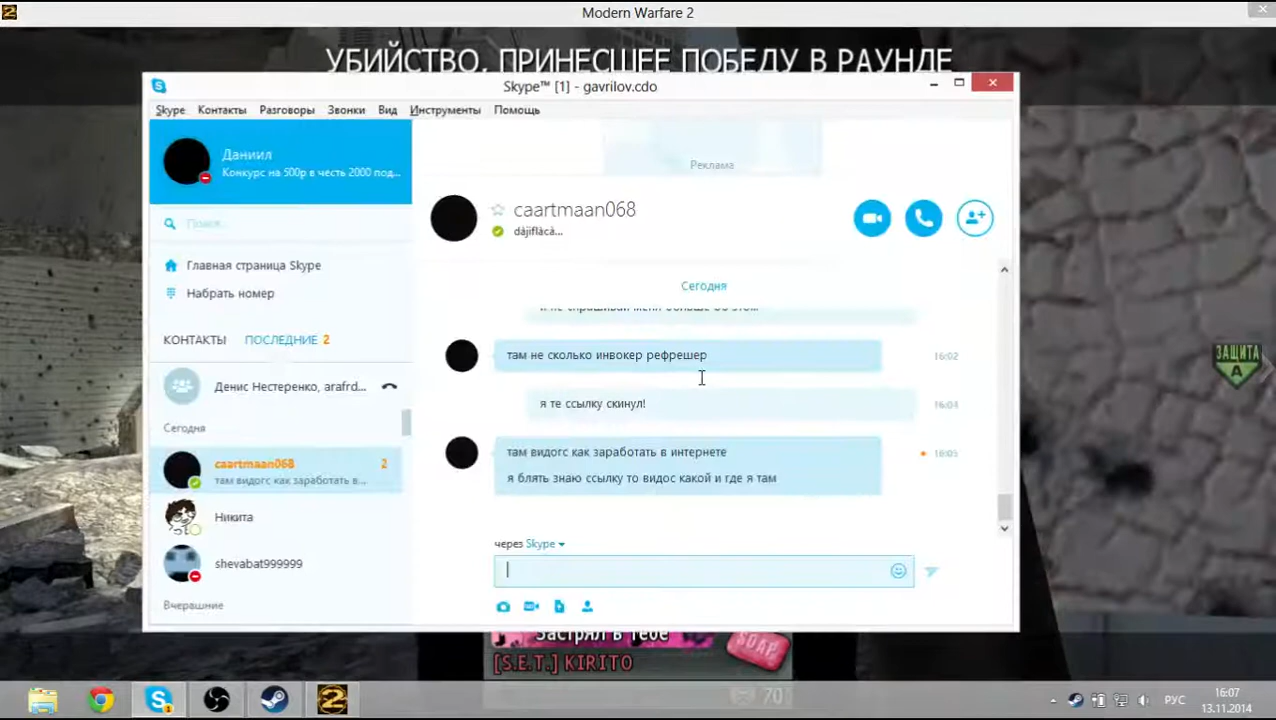 Modern Warfare 2
УБИЙСТВО, ПРИНЕСШЕЕ ПОБЕДУ В РАУНДЕ
Skype™ [1] - gavrilov.cdo
Skype Контакты Разговоры Звонки Вид Инструменты Помощь
Даниил
Конкурс на 500р в честь 2000 под...
Поиск...
Главная страница Skype
Набрать номер
КОНТАКТЫ ПОСЛЕДНИЕ 2
Денис Нестеренко, arafrd...
Сегодня
caartmaan068 2
там видогс как заработать в...
Никита
shevabat999999
Вчерашние
Реклама
caartmaan068
Сегодня
там не сколько инвокер рефрешер 16:02
я те ссылку скинул! 16:03
там видогс как заработать в интернете 16:05
я блять знаю ссылку то видос какой и где я там
через Skype
ЗАЩИТА
A
Застрял в тебе
[S.E.T.] KIRITO
SOAP
70
РУС
16:07
13.11.2014